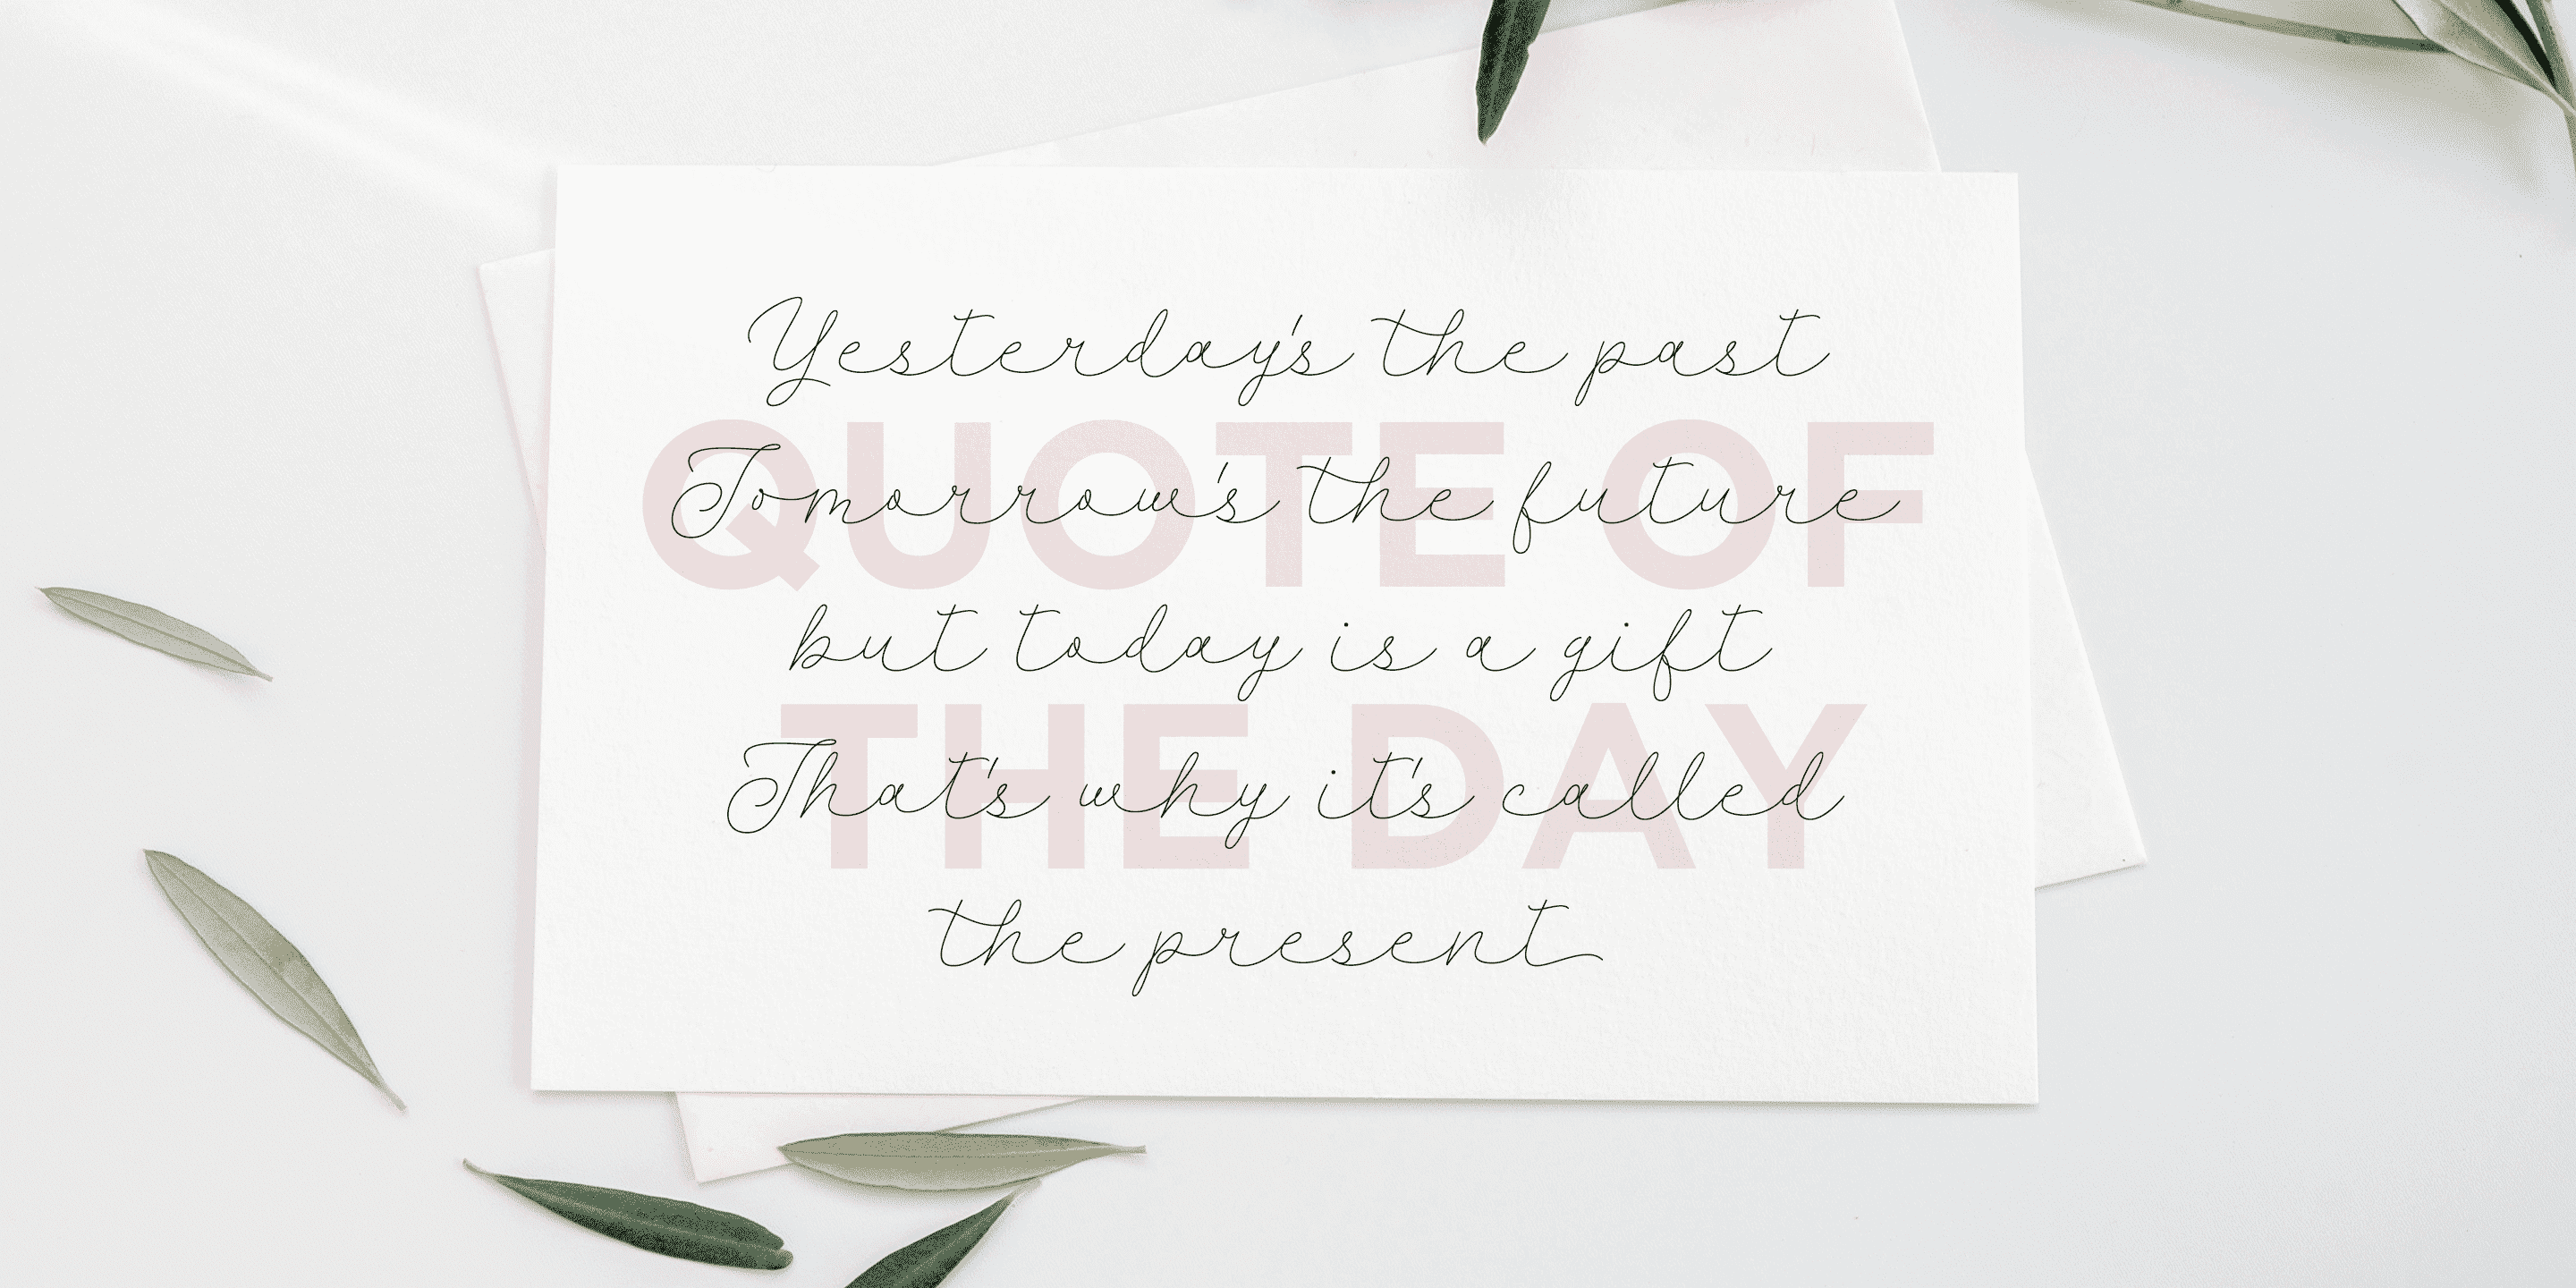 Yesterday's the past
QUOTE OF
Tomorrow's the future
but today is a gift
THE DAY
That's why it's called
the present